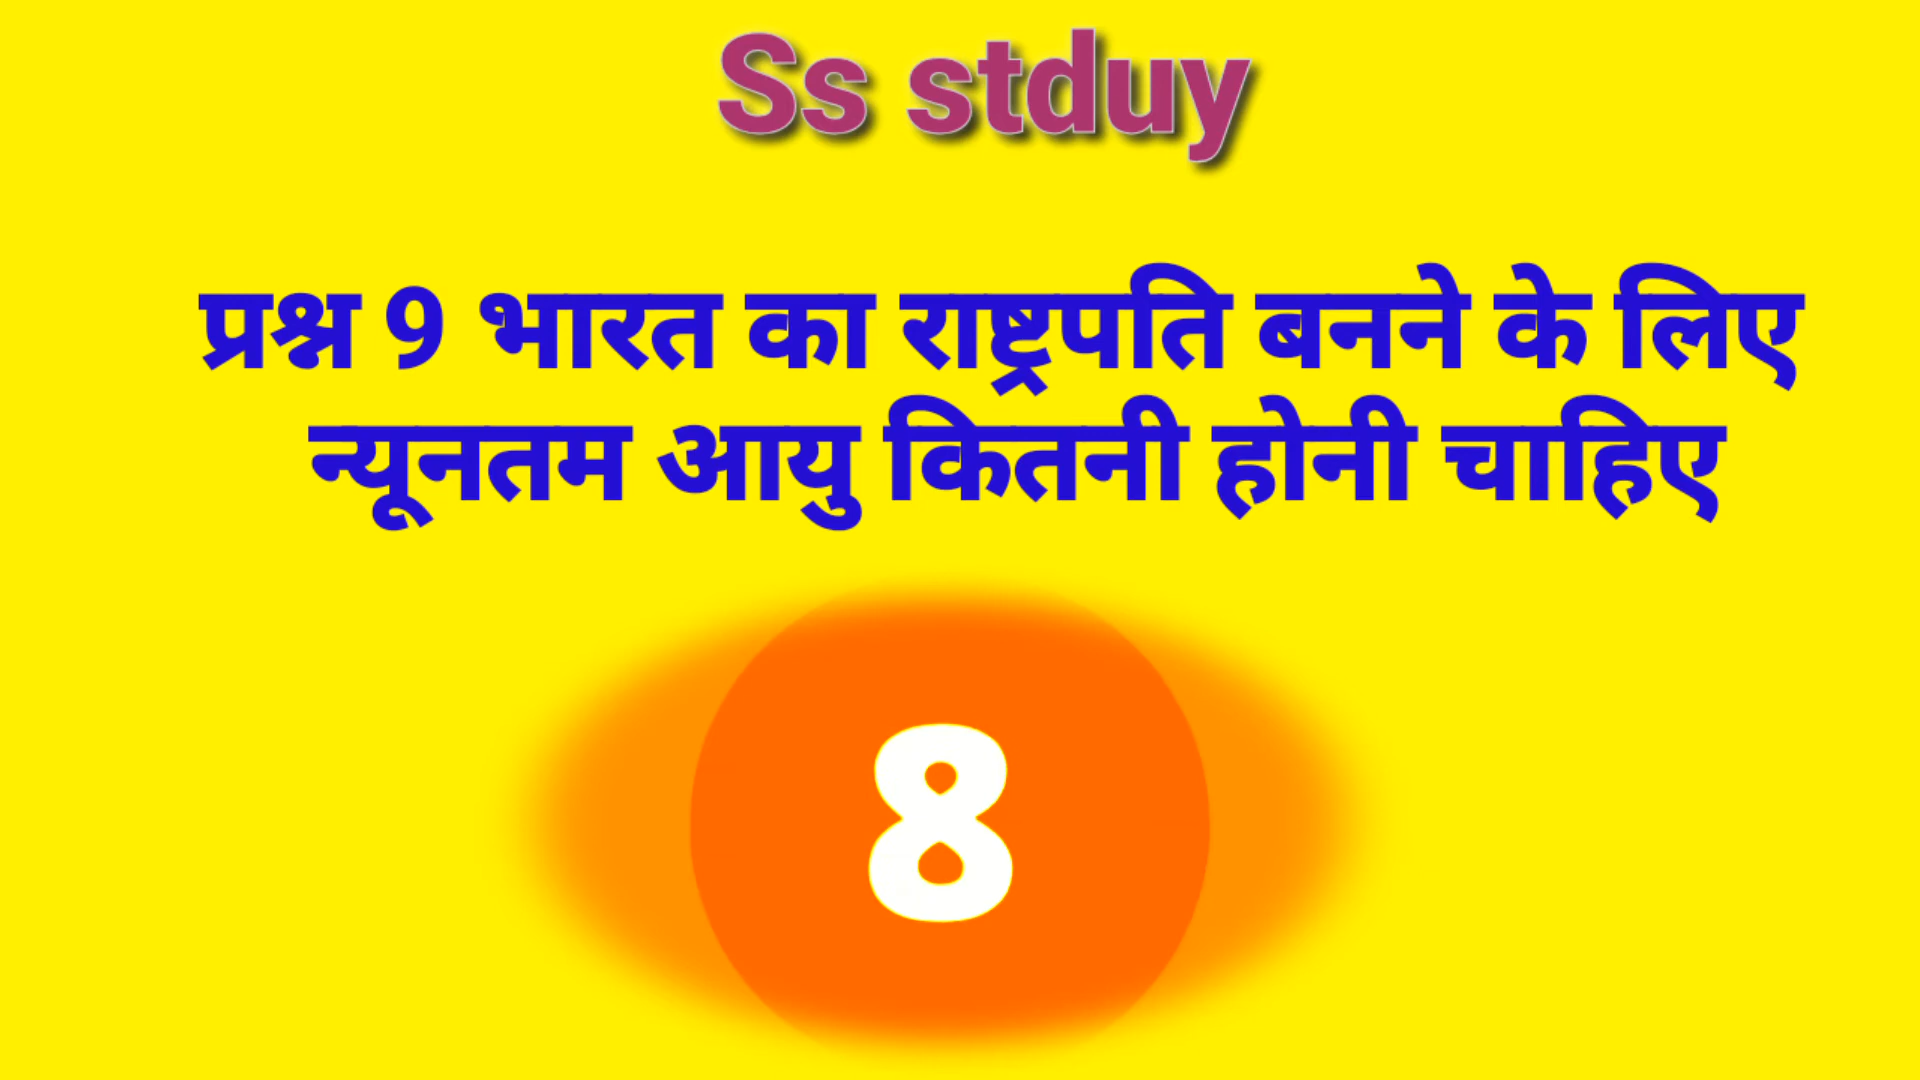 Ss stduy
प्रश्न 9 भारत का राष्ट्रपति बनने के लिए
न्यूनतम आयु कितनी होनी चाहिए
8